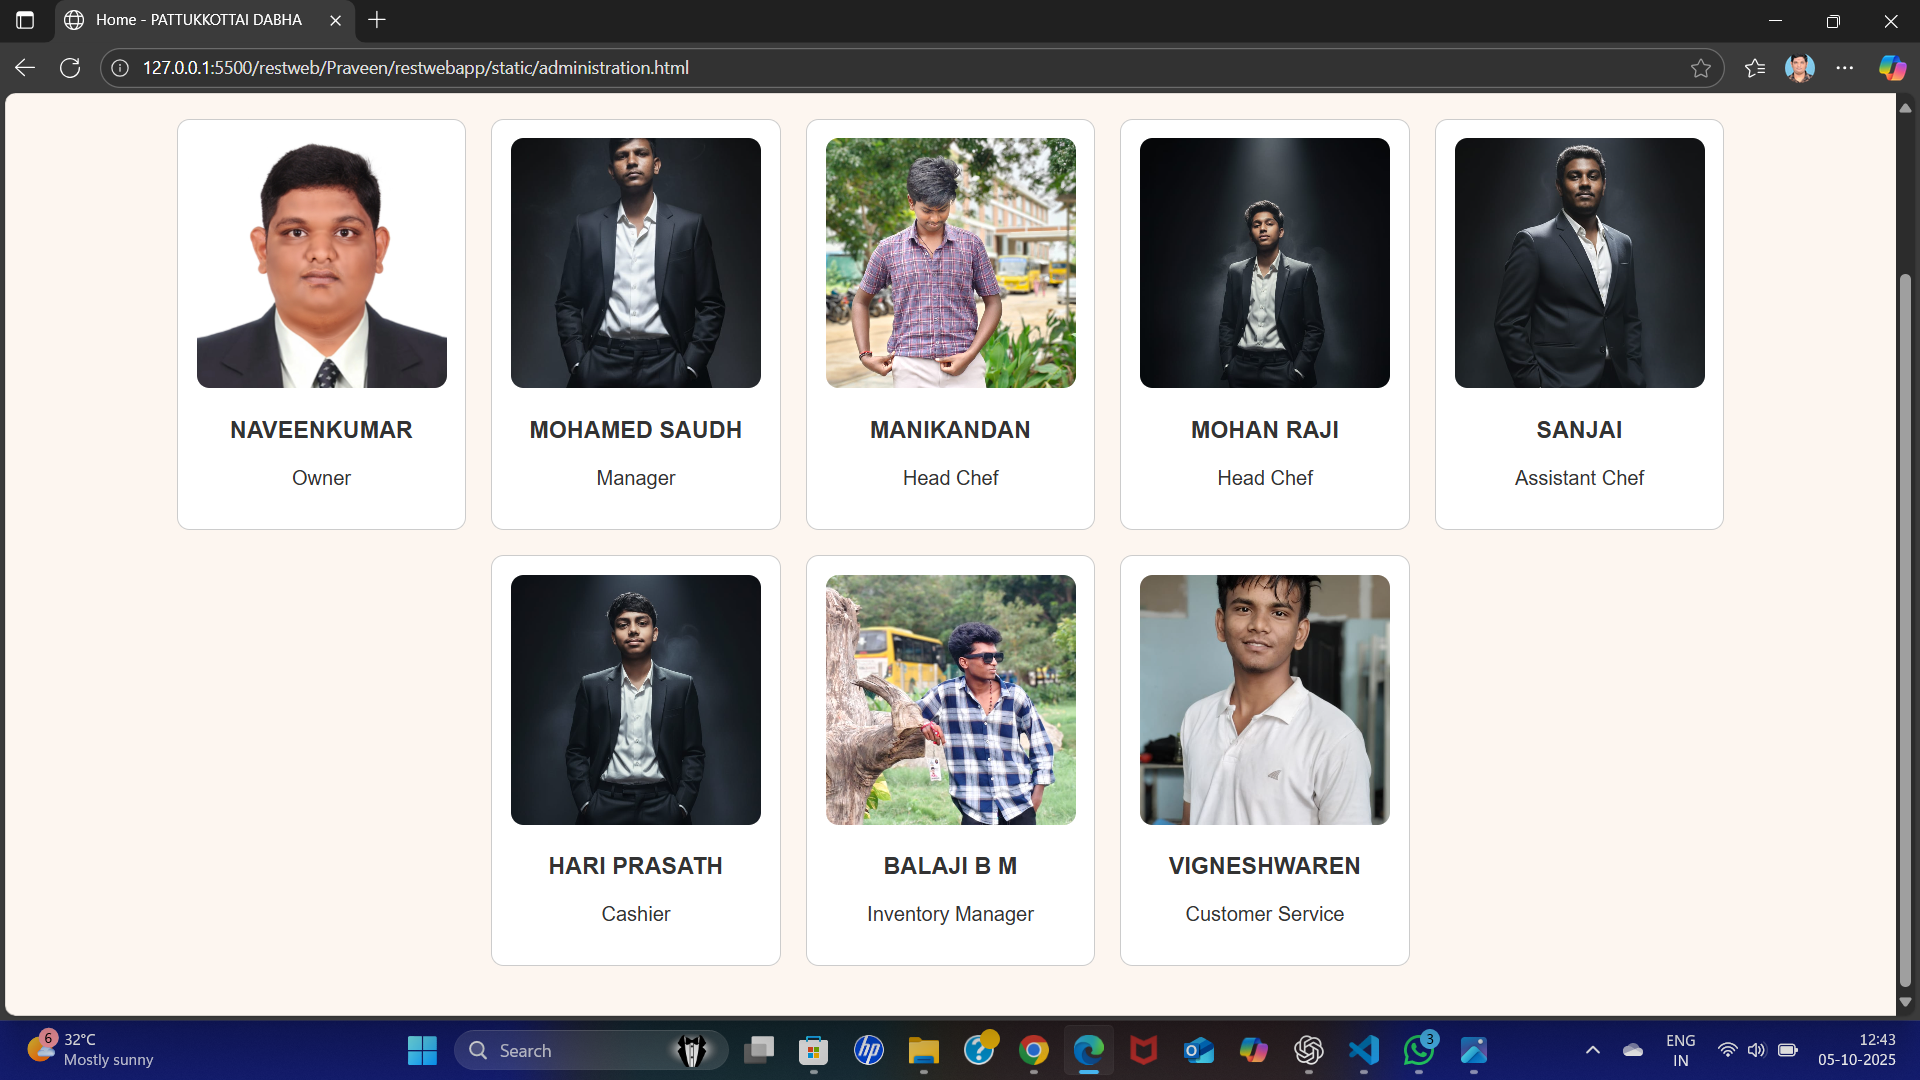 Home - PATTUKKOTTAI DABHA
127.0.0.1:5500/restweb/Praveen/restwebapp/static/administration.html
NAVEENKUMAR
Owner
MOHAMED SAUDH
Manager
MANIKANDAN
Head Chef
MOHAN RAJI
Head Chef
SANJAI
Assistant Chef
HARI PRASATH
Cashier
BALAJI B M
Inventory Manager
VIGNESHWAREN
Customer Service
6
32°C
Mostly sunny
Search
hp
?
O
3
ENG
IN
12:43
05-10-2025